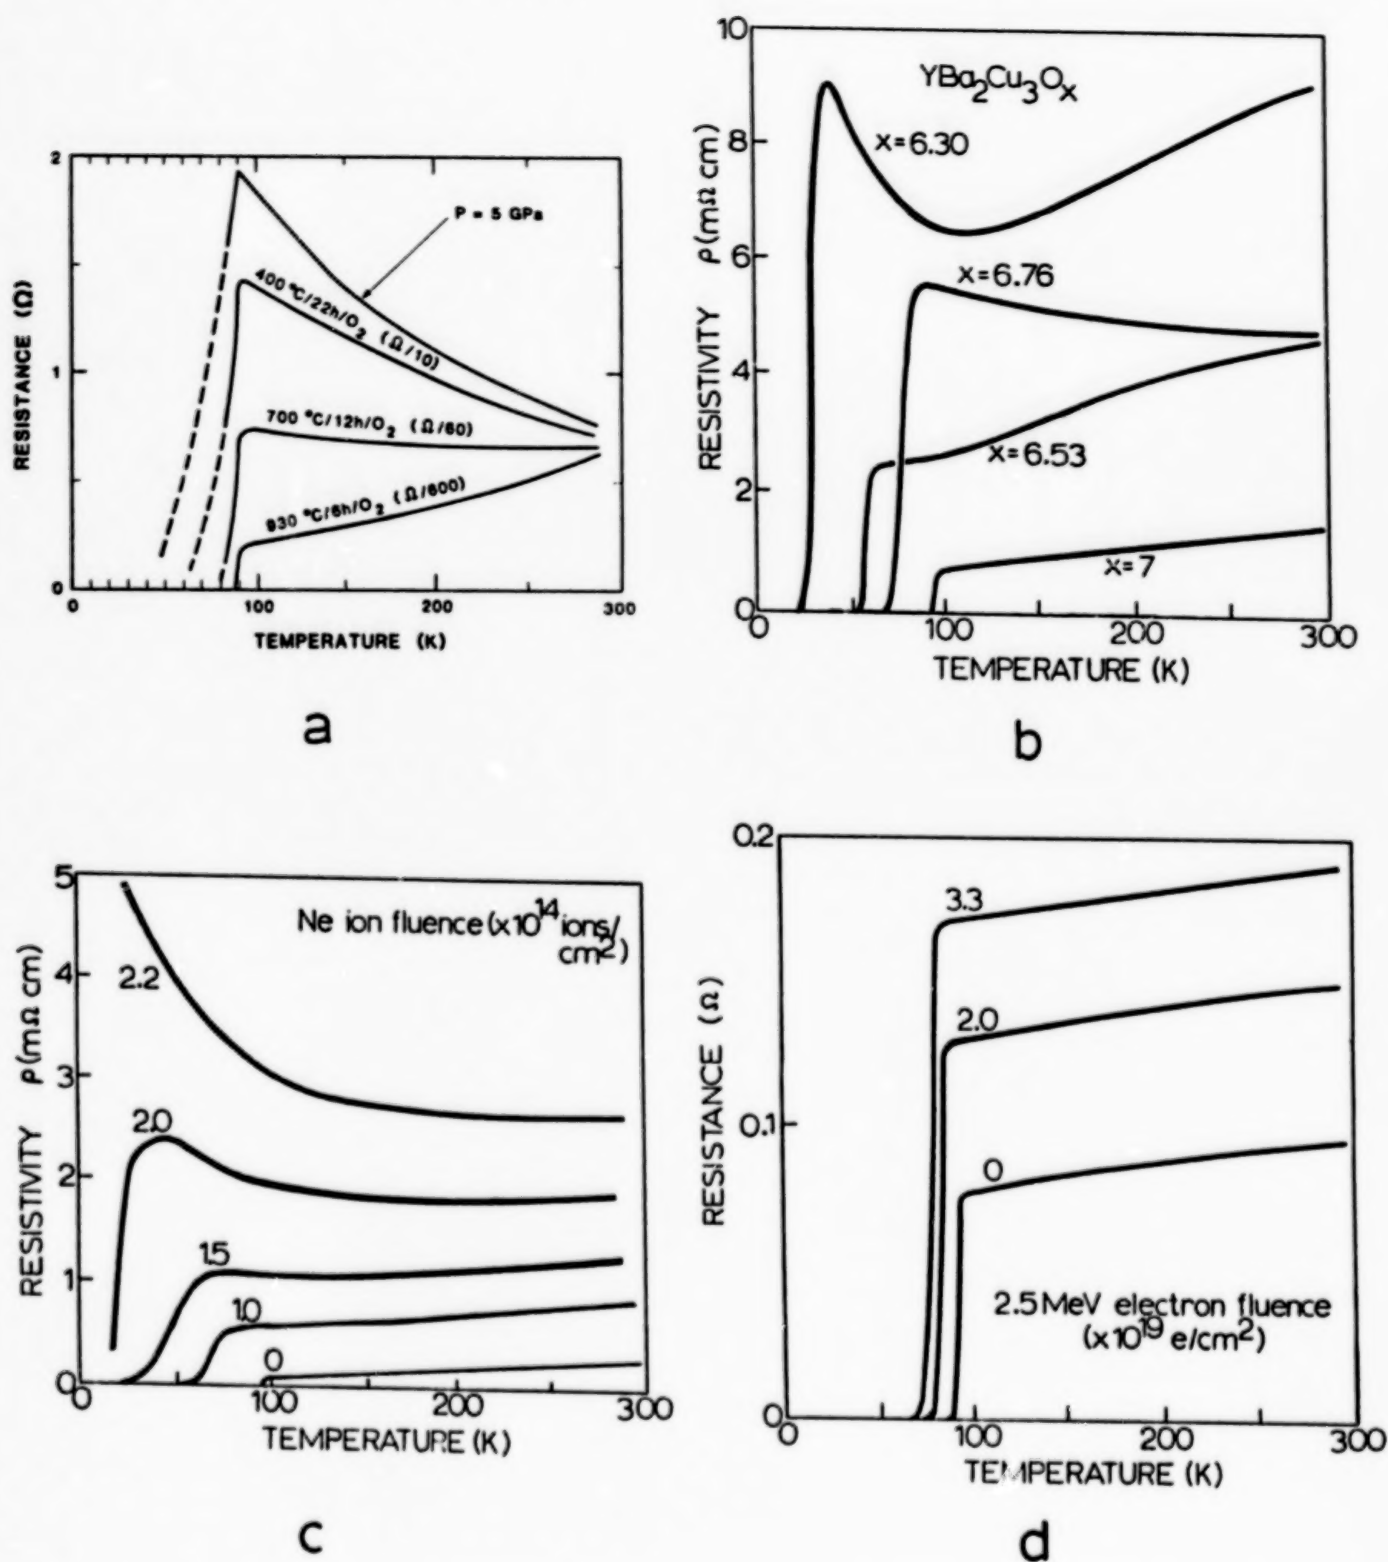 2
1
0
RESISTANCE (Ω)
P = 5 GPa
400 °C/22h/O₂ (Ω/10)
700 °C/12h/O₂ (Ω/60)
930 °C/6h/O₂ (Ω/600)
0 100 200 300
TEMPERATURE (K)
a
10
8
6
4
2
0
RESISTIVITY ρ(mΩ cm)
YBa₂Cu₃Oₓ
x=6.30
x=6.76
x=6.53
x=7
0 100 200 300
TEMPERATURE (K)
b
5
4
3
2
1
0
RESISTIVITY ρ(mΩ cm)
Ne ion fluence (x10¹⁴ ions/
cm²)
2.2
2.0
1.5
1.0
0
0 100 200 300
TEMPERATURE (K)
c
0.2
0.1
0
RESISTANCE (Ω)
3.3
2.0
0
2.5 MeV electron fluence
(x10¹⁹ e/cm²)
0 100 200 300
TEMPERATURE (K)
d